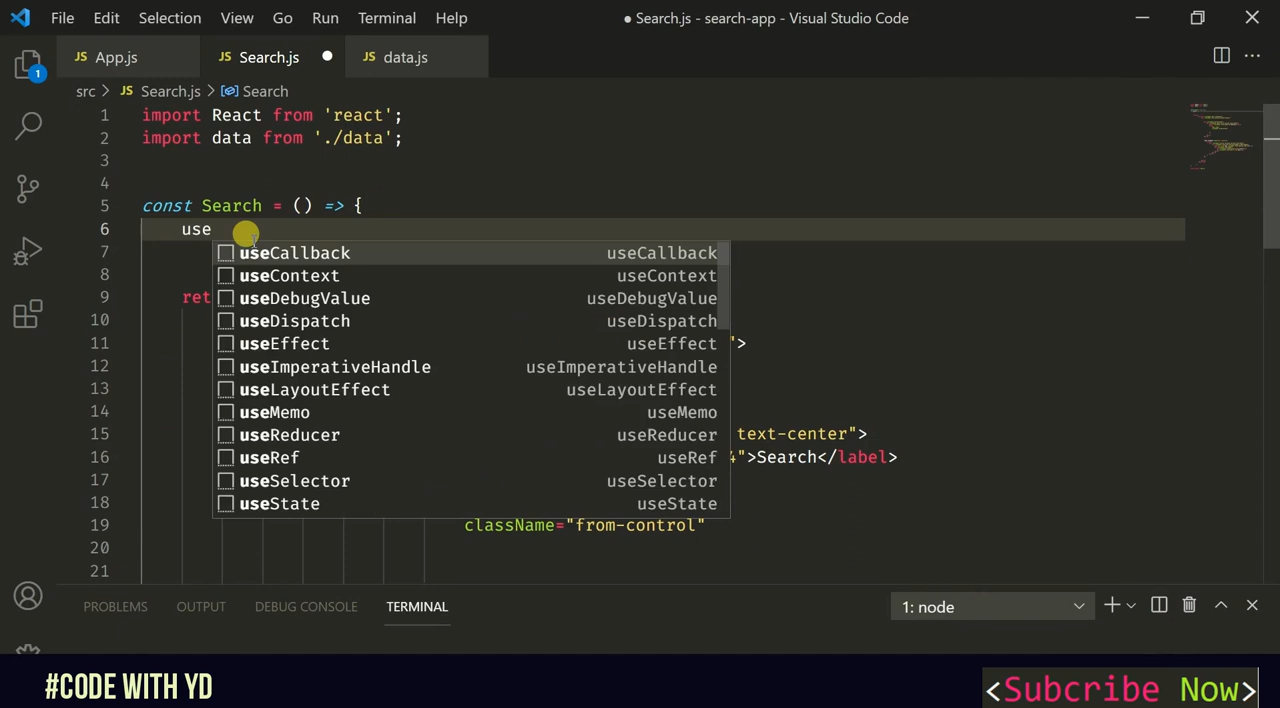 File Edit Selection View Go Run Terminal Help ● Search.js - search-app - Visual Studio Code
JS App.js JS Search.js ● JS data.js
1
src > JS Search.js > Search
1 import React from 'react';
2 import data from './data';
3
4
5 const Search = () => {
6 use
7 useCallback useCallback
8 useContext useContext
useDebugValue useDebugValue
9 ret
10 useDispatch useDispatch
11 useEffect useEffect ">
12 useImperativeHandle useImperativeHandle
13 useLayoutEffect useLayoutEffect
14 useMemo useMemo
15 useReducer useReducer text-center">
16 useRef useRef 4">Search</label>
17 useSelector useSelector
18 useState useState
19 className="from-control"
20
21
PROBLEMS OUTPUT DEBUG CONSOLE TERMINAL 1: node
#CODE WITH YD
<Subcribe Now>